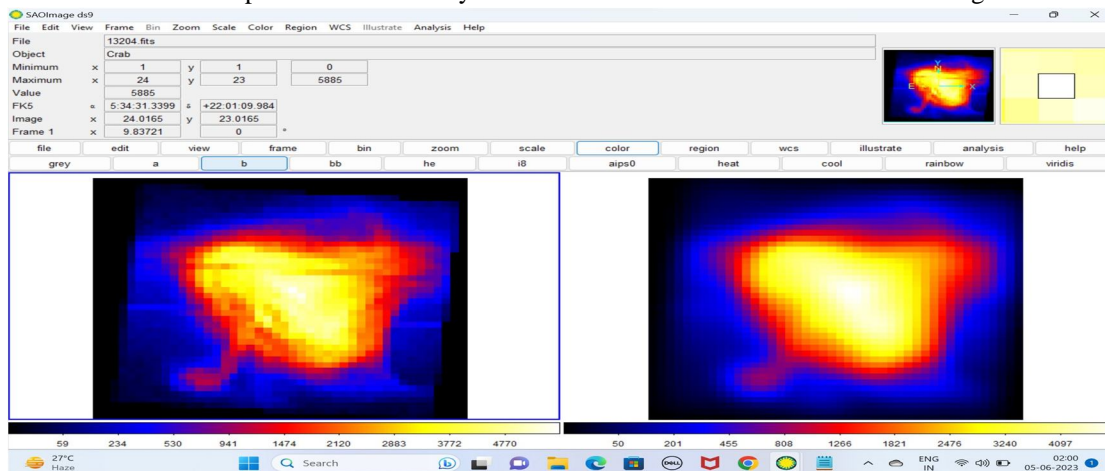 SAOImage ds9
File Edit View Frame Bin Zoom Scale Color Region WCS Illustrate Analysis Help
File 13204.fits
Object Crab
Minimum x 1 y 1 0
Maximum x 24 y 23 5885
Value 5885
FK5 α 5:34:31.3399 δ +22:01:09.984
Image x 24.0165 y 23.0165
Frame 1 x 9.83721 0 °
Y
N
E X
file edit view frame bin zoom scale color region wcs illustrate analysis help
grey a b bb he i8 aips0 heat cool rainbow viridis
59 234 530 941 1474 2120 2883 3772 4770
50 201 455 808 1266 1821 2476 3240 4097
27°C
Haze
Search
DELL
ENG
IN
02:00
05-06-2023
1